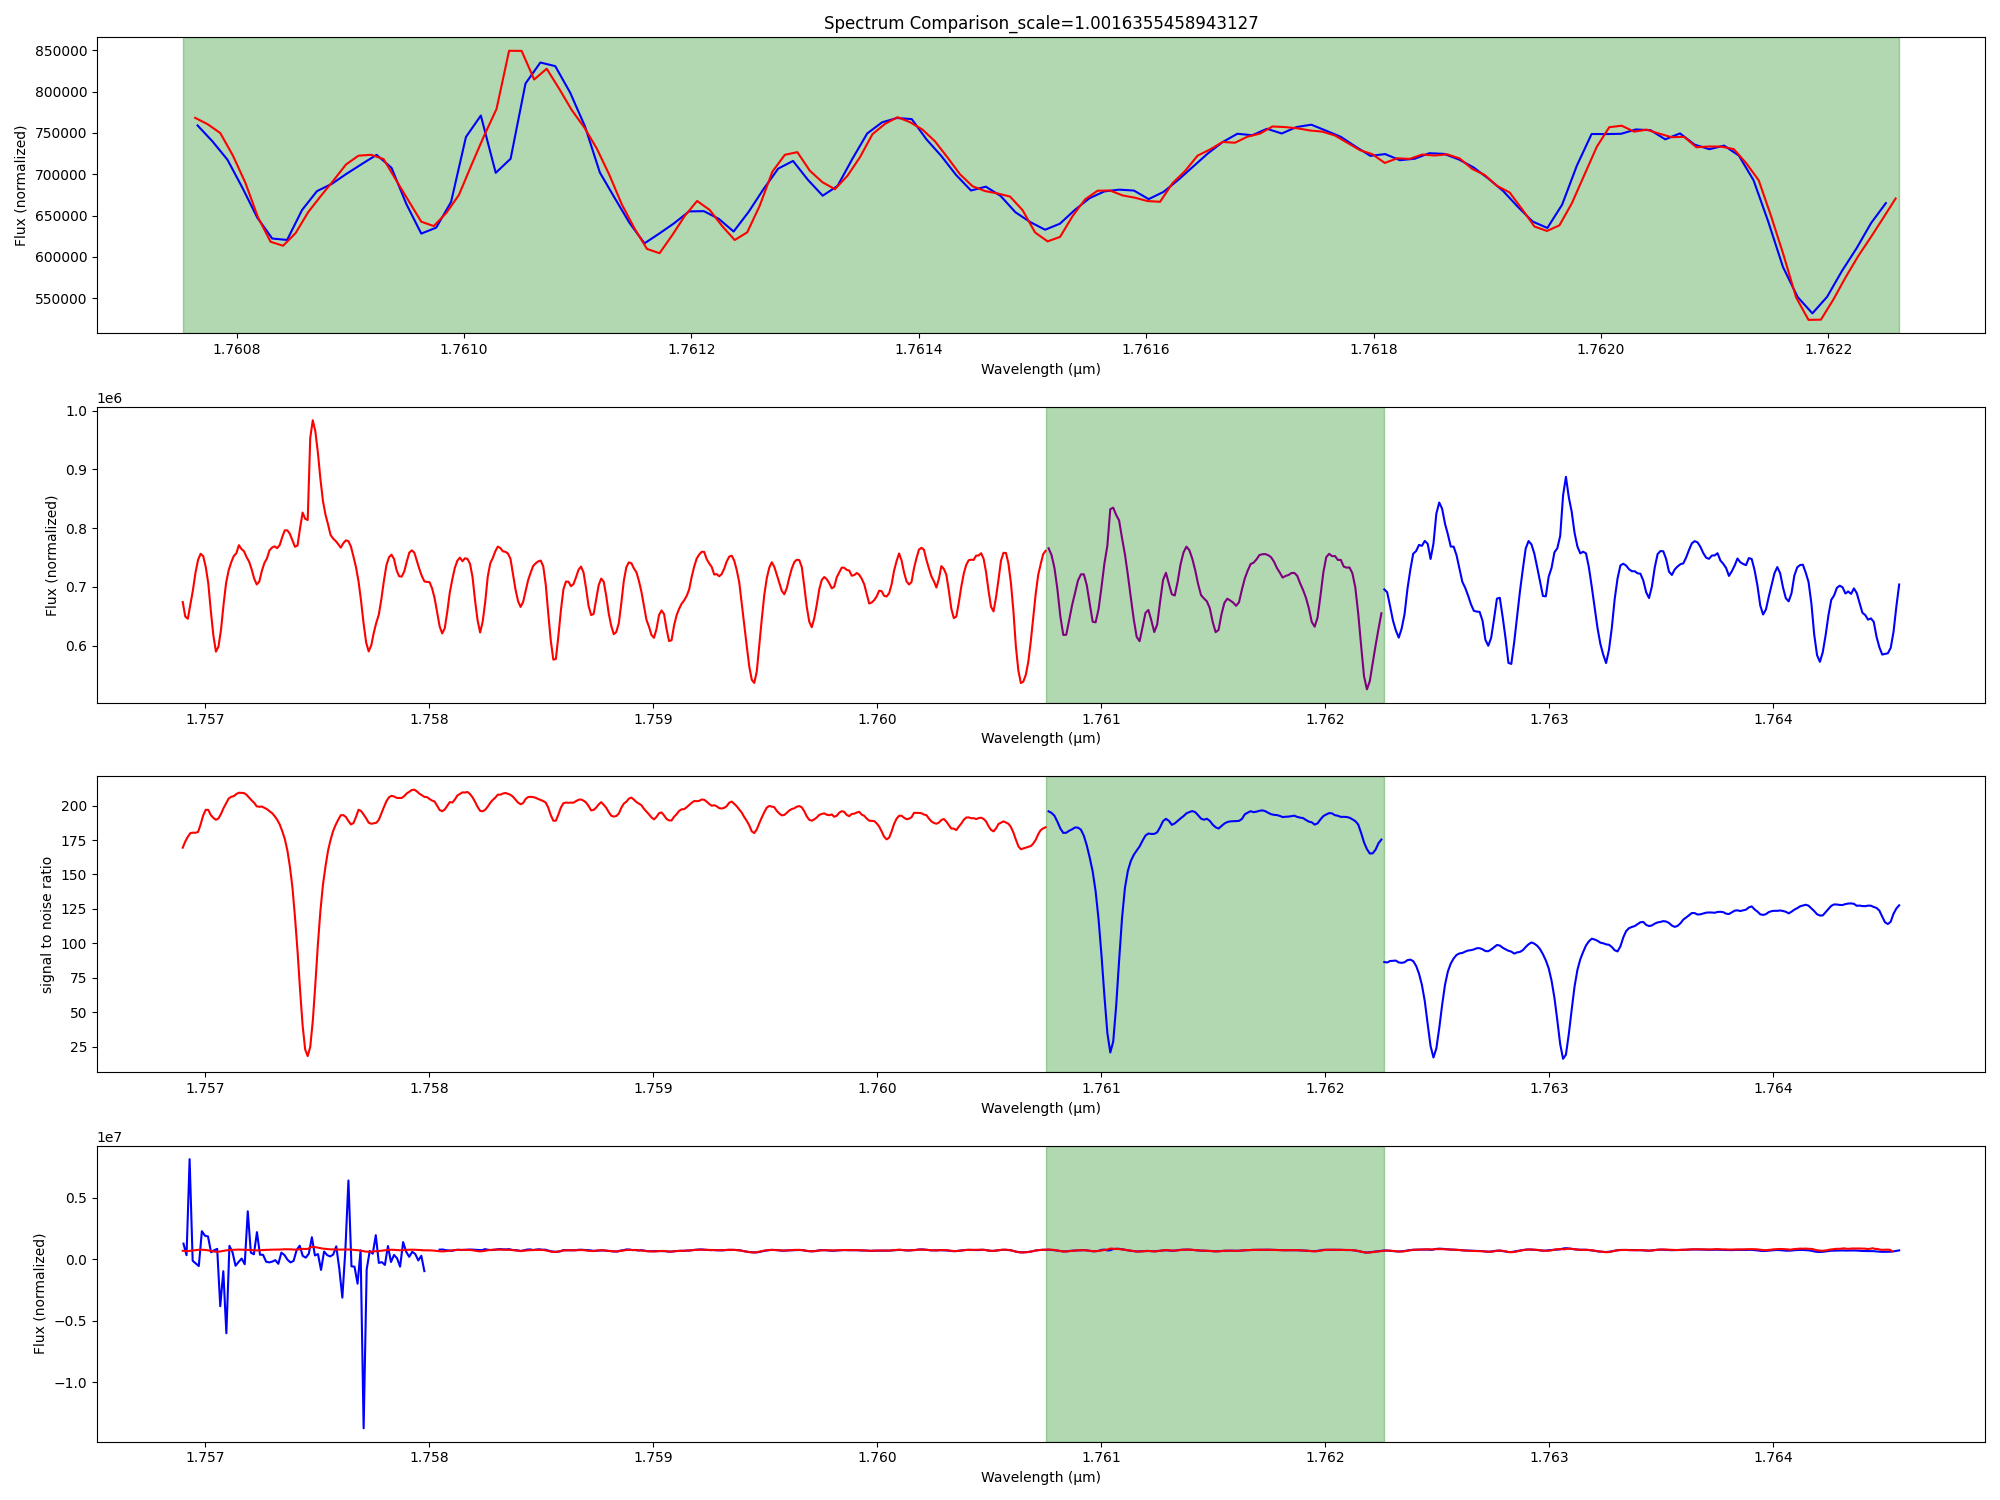 Spectrum Comparison_scale=1.0016355458943127
850000
800000
750000
700000
650000
600000
550000
Flux (normalized)
1.7608 1.7610 1.7612 1.7614 1.7616 1.7618 1.7620 1.7622
Wavelength (μm)
1e6
1.0
0.9
0.8
0.7
0.6
Flux (normalized)
1.757 1.758 1.759 1.760 1.761 1.762 1.763 1.764
Wavelength (μm)
200
175
150
125
100
75
50
25
signal to noise ratio
1.757 1.758 1.759 1.760 1.761 1.762 1.763 1.764
Wavelength (μm)
1e7
0.5
0.0
−0.5
−1.0
Flux (normalized)
1.757 1.758 1.759 1.760 1.761 1.762 1.763 1.764
Wavelength (μm)